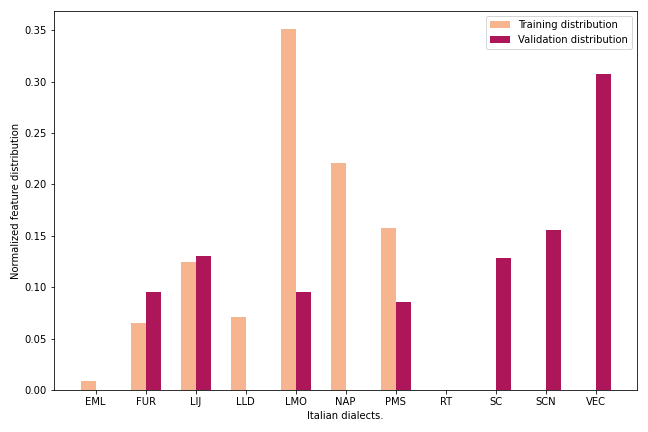 Training distribution
Validation distribution
Normalized feature distribution
0.35
0.30
0.25
0.20
0.15
0.10
0.05
0.00
EML FUR LIJ LLD LMO NAP PMS RT SC SCN VEC
Italian dialects.